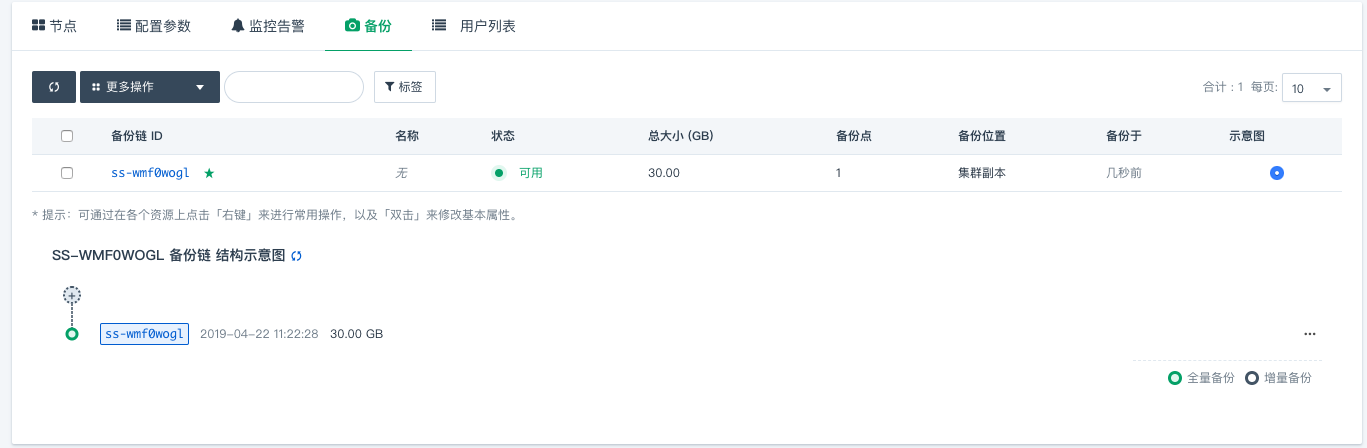 节点 配置参数 监控告警 备份 用户列表
更多操作 标签 合计：1 每页: 10
备份链 ID 名称 状态 总大小 (GB) 备份点 备份位置 备份于 示意图
ss-wmf0wogl 无 可用 30.00 1 集群副本 几秒前
* 提示：可通过在各个资源上点击「右键」来进行常用操作，以及「双击」来修改基本属性。
SS-WMF0WOGL 备份链 结构示意图
ss-wmf0wogl 2019-04-22 11:22:28 30.00 GB
全量备份 增量备份